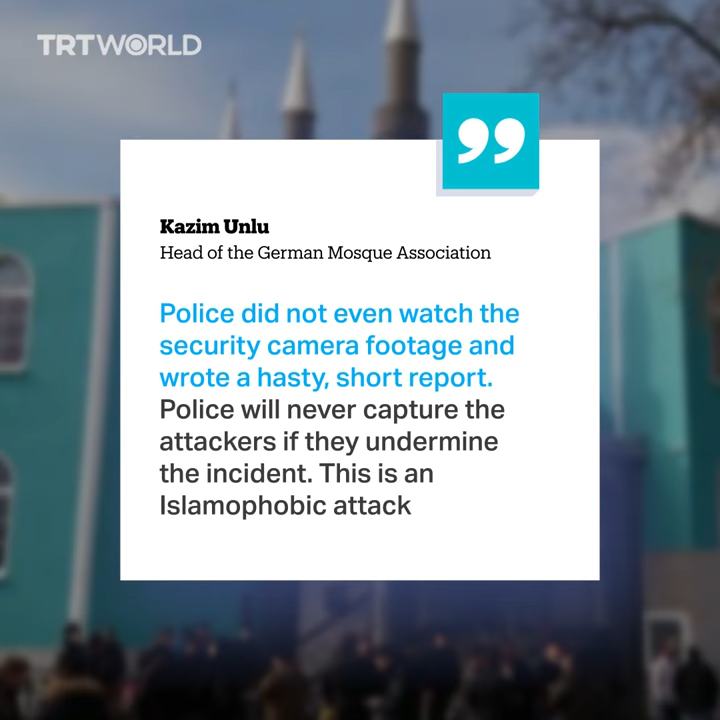 TRTWORLD
”
Kazim Unlu
Head of the German Mosque Association
Police did not even watch the
security camera footage and
wrote a hasty, short report.
Police will never capture the
attackers if they undermine
the incident. This is an
Islamophobic attack